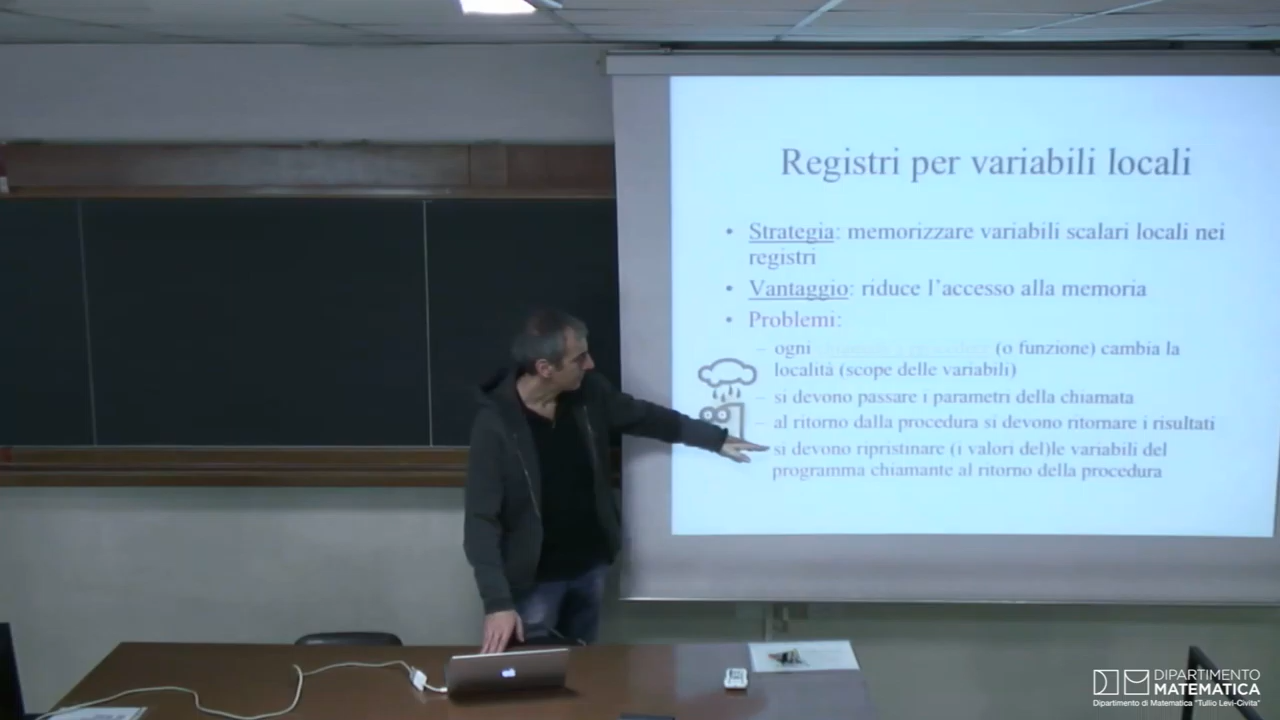 Registri per variabili locali
• Strategia: memorizzare variabili scalari locali nei
registri
• Vantaggio: riduce l'accesso alla memoria
• Problemi:
– ogni (o funzione) cambia la
località (scope delle variabili)
– si devono passare i parametri della chiamata
– al ritorno dalla procedura si devono ritornare i risultati
si devono ripristinare (i valori del)le variabili del
programma chiamante al ritorno della procedura
DIPARTIMENTO
MATEMATICA
Dipartimento di Matematica "Tullio Levi-Civita"